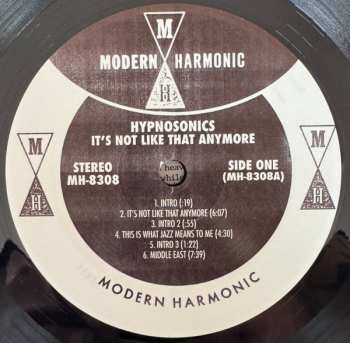 M
MODERN HARMONIC
H
HYPNOSONICS
IT'S NOT LIKE THAT ANYMORE
M
H
M
H
STEREO
MH-8308
SIDE ONE
(MH-8308A)
1. INTRO (:19)
2. IT'S NOT LIKE THAT ANYMORE (6:07)
3. INTRO 2 (:55)
4. THIS IS WHAT JAZZ MEANS TO ME (4:30)
5. INTRO 3 (1:22)
6. MIDDLE EAST (7:39)
MODERN HARMONIC